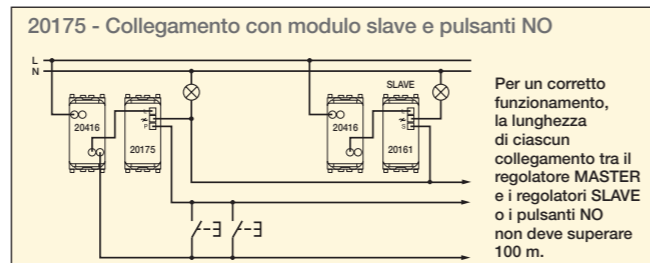 20175 - Collegamento con modulo slave e pulsanti NO
L
N
SLAVE
20416
20175
P
20416
20161
S
Per un corretto
funzionamento,
la lunghezza
di ciascun
collegamento tra il
regolatore MASTER
e i regolatori SLAVE
o i pulsanti NO
non deve superare
100 m.